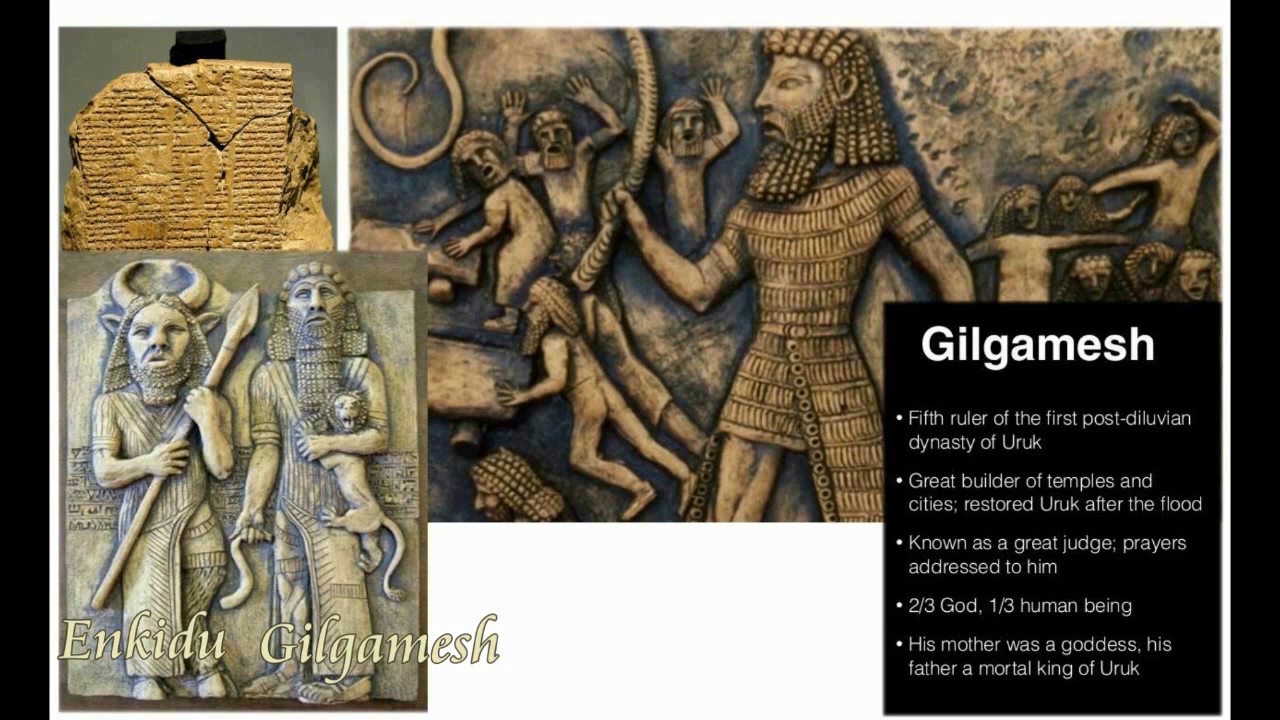 Enkidu Gilgamesh
Gilgamesh
• Fifth ruler of the first post-diluvian
dynasty of Uruk
• Great builder of temples and
cities; restored Uruk after the flood
• Known as a great judge; prayers
addressed to him
• 2/3 God, 1/3 human being
• His mother was a goddess, his
father a mortal king of Uruk